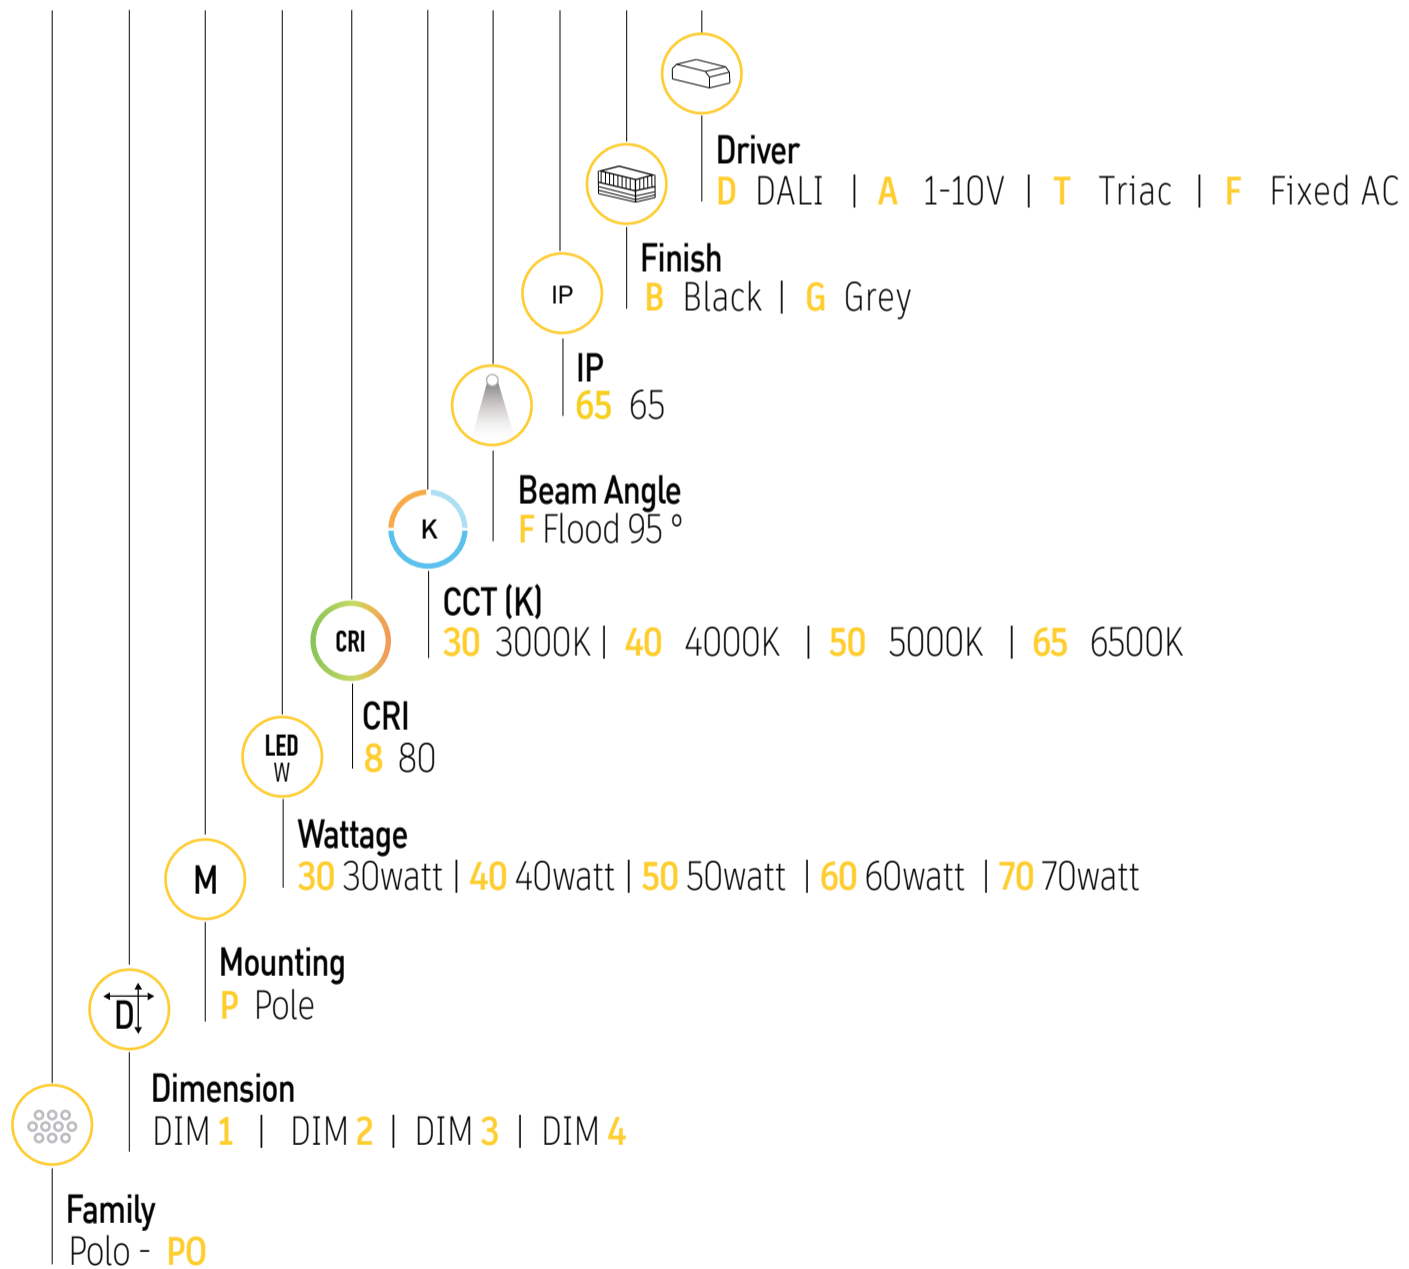 Driver
D DALI | A 1-10V | T Triac | F Fixed AC
Finish
B Black | G Grey
IP
IP
65 65
Beam Angle
F Flood 95 º
K
CCT (K)
30 3000K | 40 4000K | 50 5000K | 65 6500K
CRI
CRI
8 80
LED
W
Wattage
30 30watt | 40 40watt | 50 50watt | 60 60watt | 70 70watt
M
Mounting
P Pole
D
Dimension
DIM 1 | DIM 2 | DIM 3 | DIM 4
Family
Polo - PO